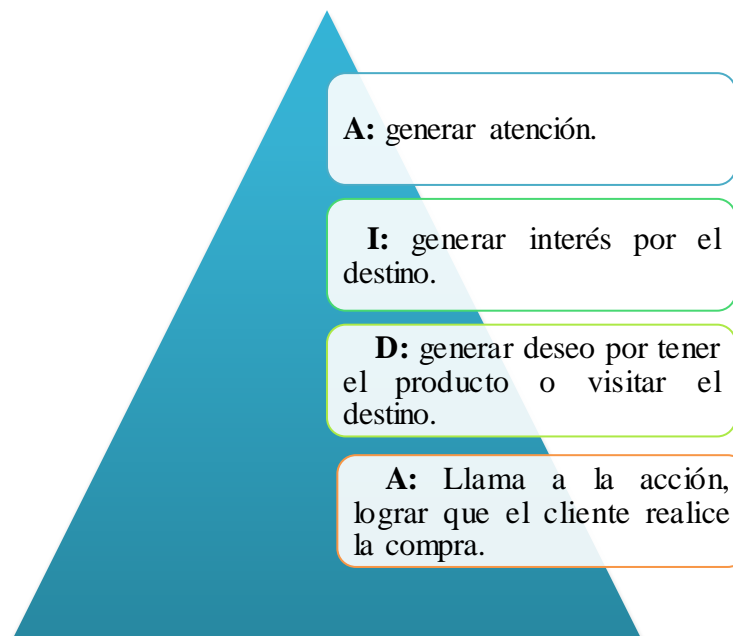 A: generar atención.
I: generar interés por el
destino.
D: generar deseo por tener
el producto o visitar el
destino.
A: Llama a la acción,
lograr que el cliente realice
la compra.